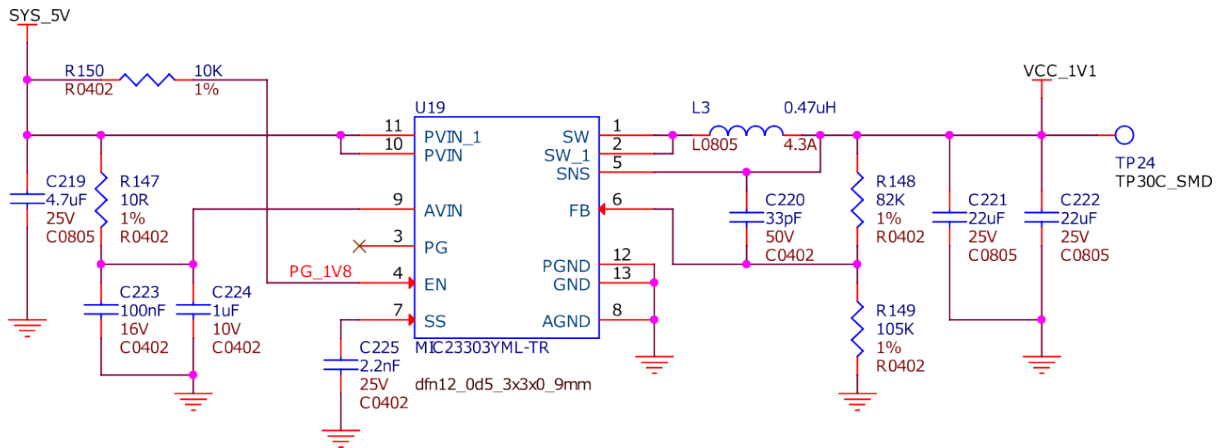 SYS_5V
R150
R0402
10K
1%
U19
11
10
PVIN_1
PVIN
9
AVIN
3
PG
PG_1V8
4
EN
7
SS
SW
SW_1
SNS
FB
PGND
GND
AGND
1
2
5
6
12
13
8
MIC23303YML-TR
dfn12_0d5_3x3x0_9mm
C219
4.7uF
25V
C0805
R147
10R
1%
R0402
C223
100nF
16V
C0402
C224
1uF
10V
C0402
C225
2.2nF
25V
C0402
L3
0.47uH
L0805
4.3A
C220
33pF
50V
C0402
R148
82K
1%
R0402
R149
105K
1%
R0402
C221
22uF
25V
C0805
C222
22uF
25V
C0805
VCC_1V1
TP24
TP30C_SMD